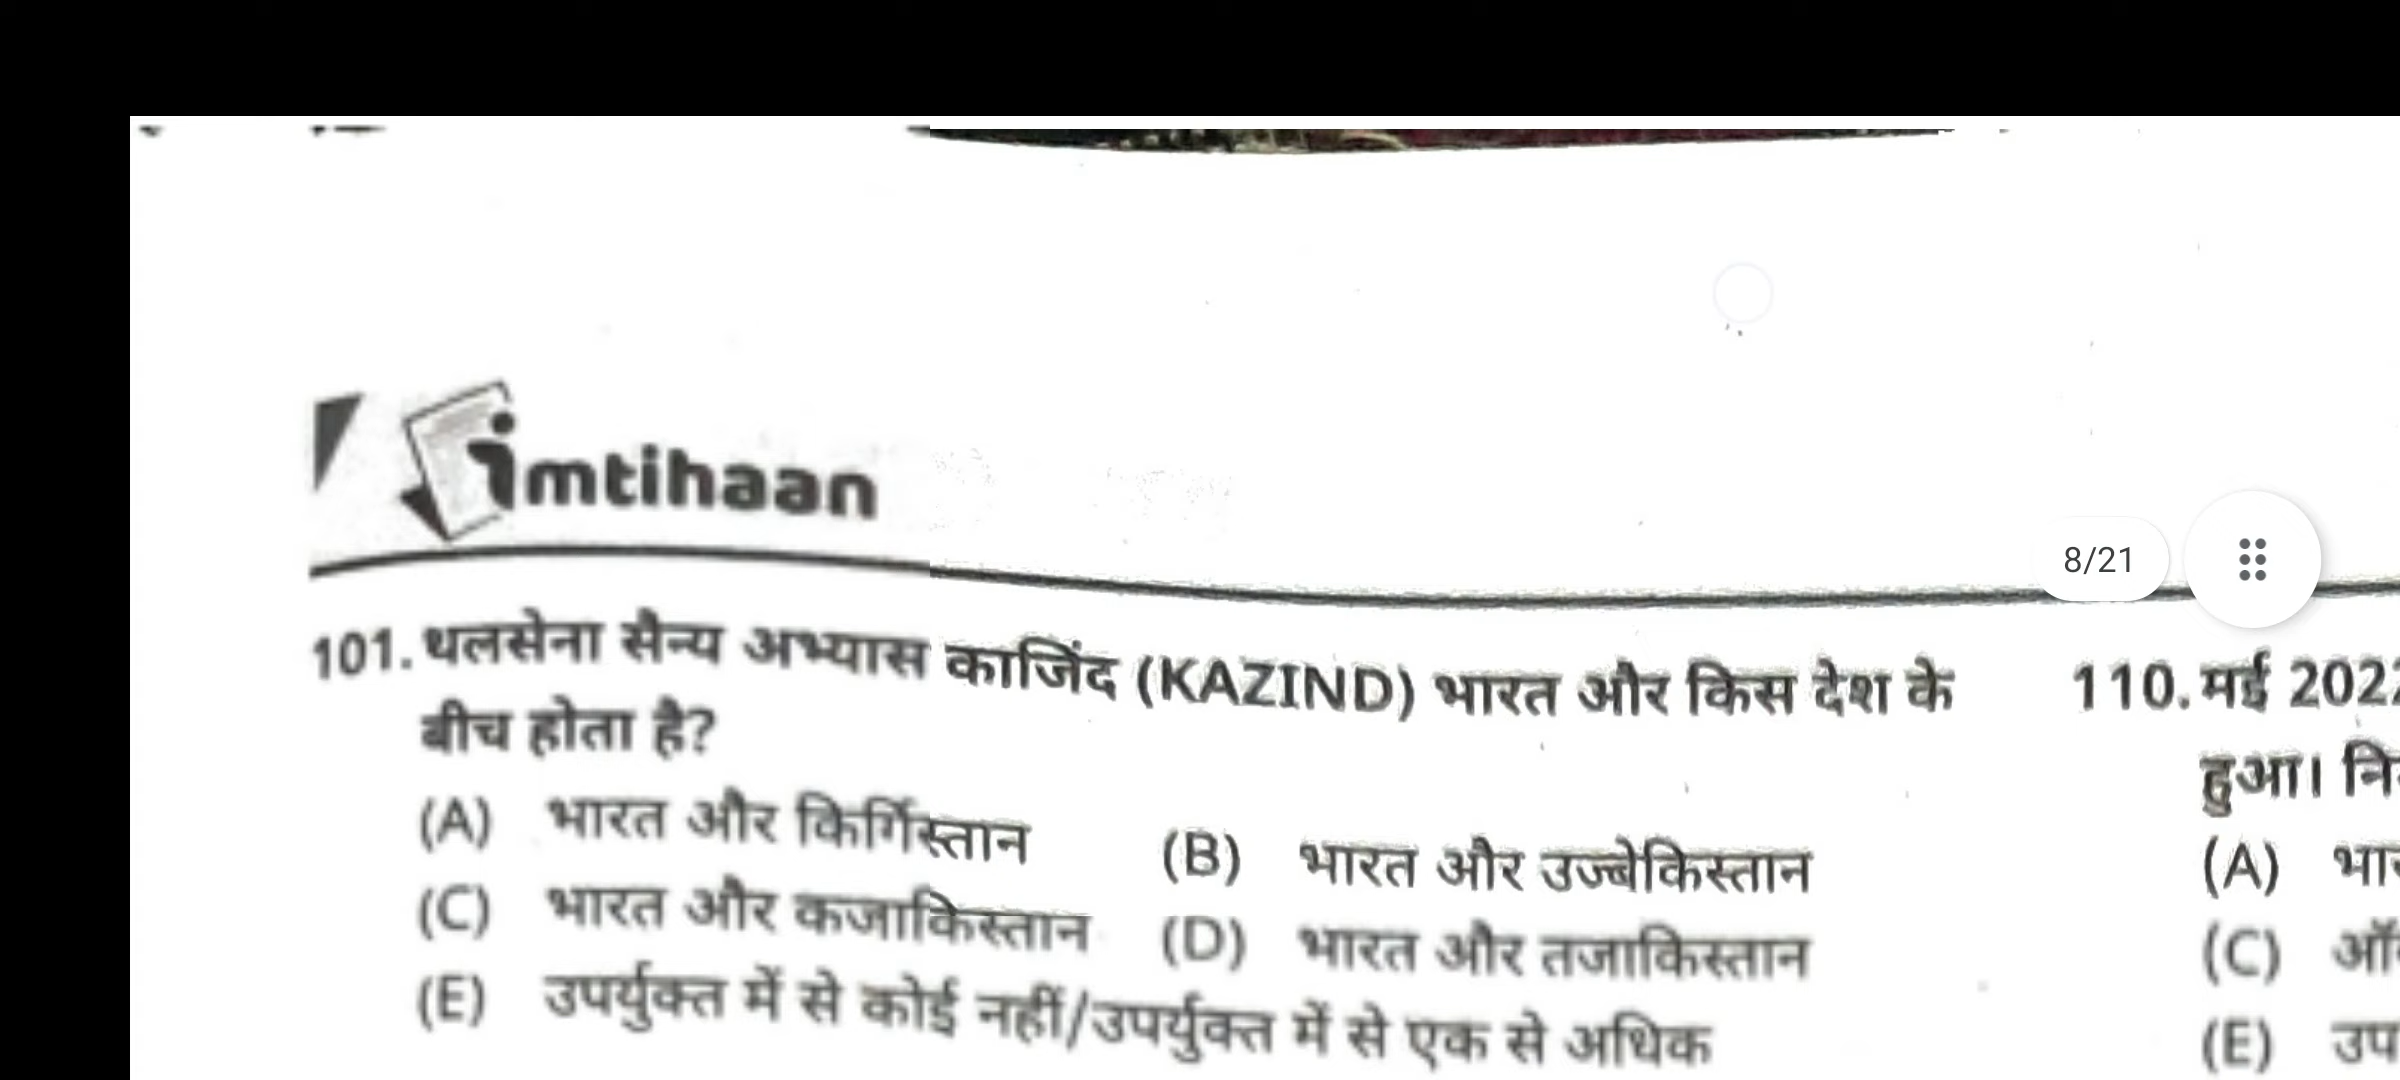 imtihaan
8/21
101. थलसेना सैन्य अभ्यास काजिंद (KAZIND) भारत और किस देश के
बीच होता है?
(A) भारत और किर्गिस्तान (B) भारत और उज्बेकिस्तान
(C) भारत और कजाकिस्तान (D) भारत और तजाकिस्तान
(E) उपर्युक्त में से कोई नहीं/उपर्युक्त में से एक से अधिक
110. मई 202
हुआ।
(A)
(C)
(E)